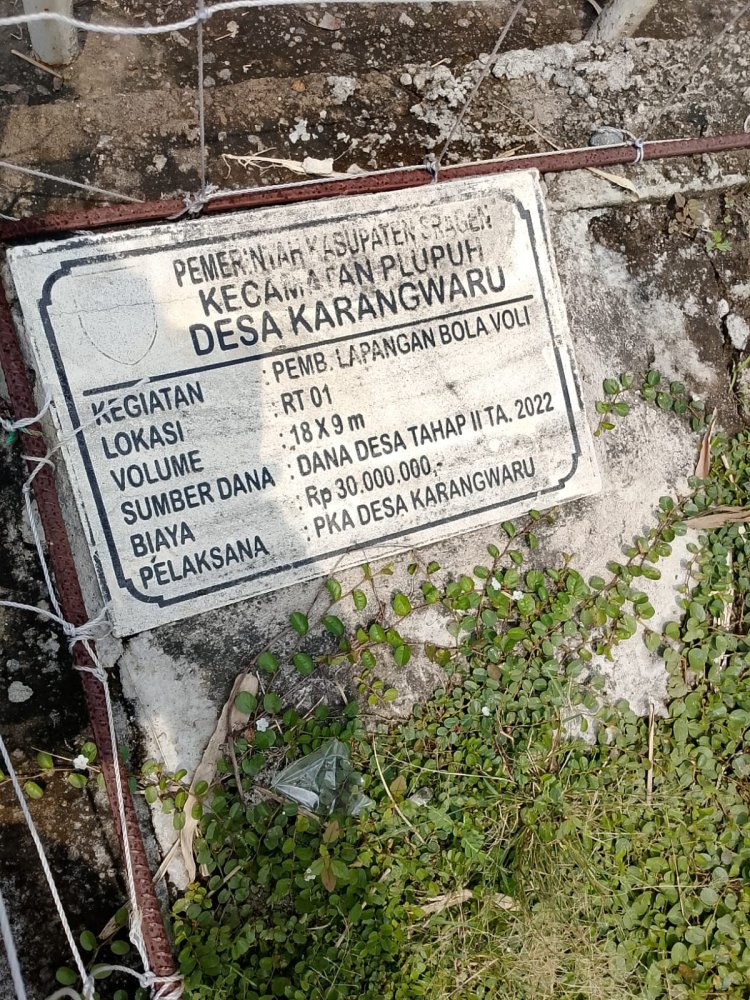 PEMERINTAH KABUPATEN SRAGEN
KECAMATAN PLUPUH
DESA KARANGWARU
KEGIATAN : PEMB. LAPANGAN BOLA VOLI
LOKASI : RT 01
VOLUME : 18 X 9 m
SUMBER DANA : DANA DESA TAHAP II TA. 2022
BIAYA : Rp 30.000.000,-
PELAKSANA : PKA DESA KARANGWARU